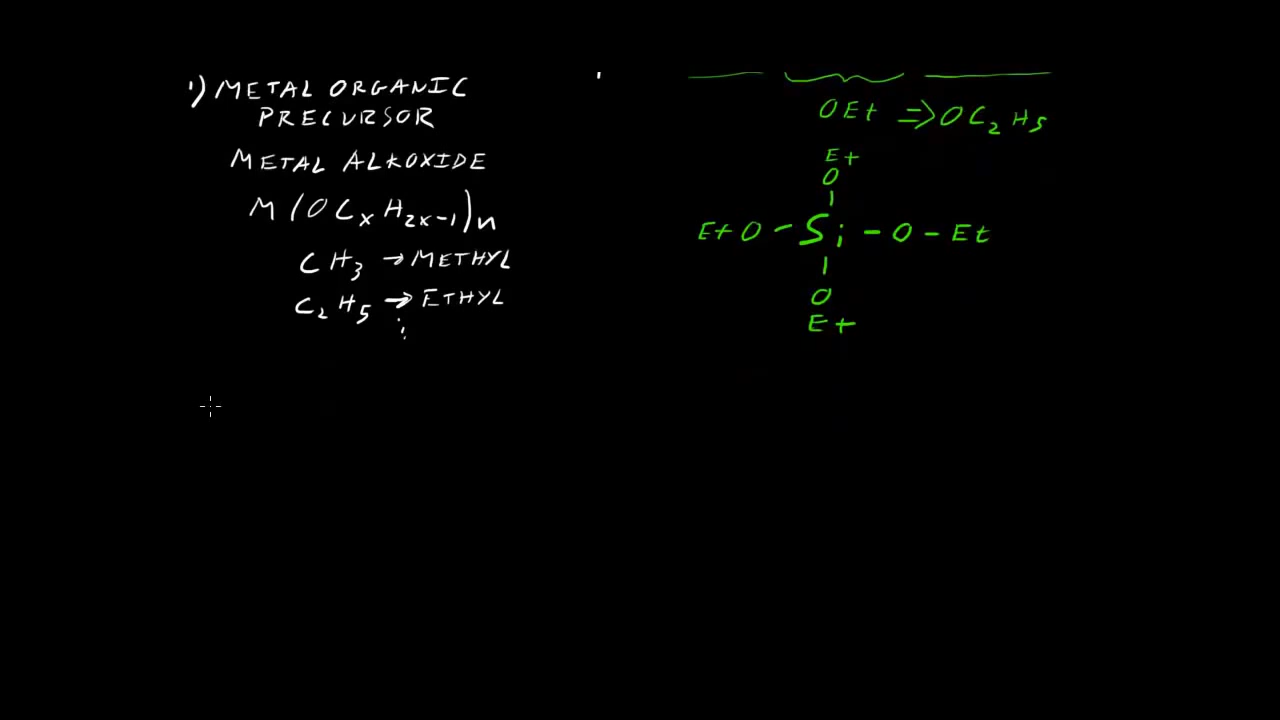 1) METAL ORGANIC
PRECURSOR
METAL ALKOXIDE
M(OCₓH₂ₓ₋₁)ₙ
CH₃ → METHYL
C₂H₅ → ETHYL
OEt ⇒ OC₂H₅
Et
O
EtO - Si - O - Et
O
Et